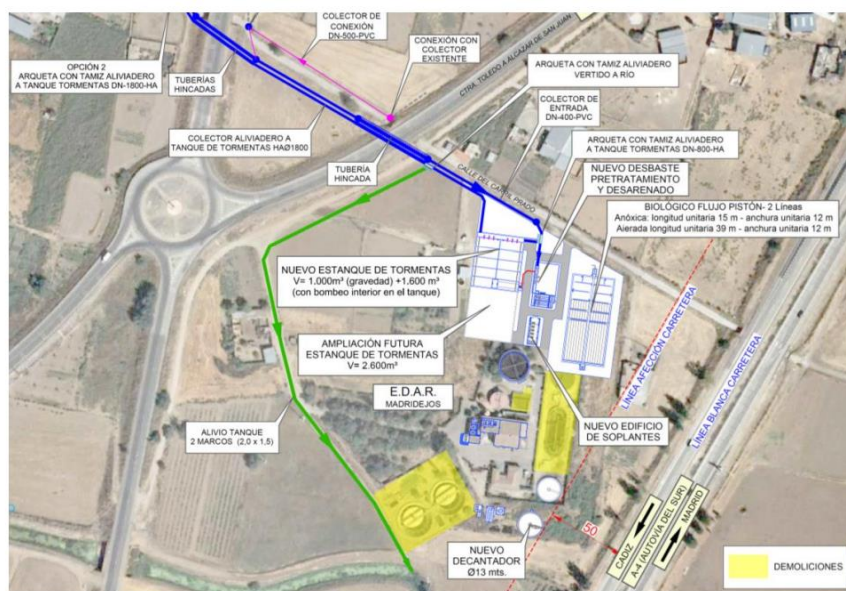 COLECTOR DE
CONEXIÓN
DN-500-PVC
CONEXIÓN CON
COLECTOR
EXISTENTE
CTRA. TOLEDO A ALCAZAR DE SAN JUAN
OPCIÓN 2
ARQUETA CON TAMIZ ALIVIADERO
A TANQUE TORMENTAS DN-1800-HA
TUBERÍAS
HINCADAS
ARQUETA CON TAMIZ ALIVIADERO
VERTIDO A RÍO
COLECTOR DE
ENTRADA
DN-400-PVC
COLECTOR ALIVIADERO A
TANQUE DE TORMENTAS HAØ1800
TUBERÍA
HINCADA
ARQUETA CON TAMIZ ALIVIADERO
A TANQUE TORMENTAS DN-800-HA
CALLE DEL CARRIL PRADO
NUEVO DESBASTE
PRETRATAMIENTO
Y DESARENADO
BIOLÓGICO FLUJO PISTÓN- 2 Líneas
Anóxica: longitud unitaria 15 m - anchura unitaria 12 m
Aierada longitud unitaria 39 m - anchura unitaria 12 m
NUEVO ESTANQUE DE TORMENTAS
V= 1.000m³ (gravedad) +1.600 m³
(con bombeo interior en el tanque)
AMPLIACIÓN FUTURA
ESTANQUE DE TORMENTAS
V= 2.600m³
E.D.A.R.
MADRIDEJOS
LÍNEA AFECCIÓN CARRETERA
LÍNEA BLANCA CARRETERA
ALIVIO TANQUE
2 MARCOS (2,0 x 1,5)
NUEVO EDIFICIO
DE SOPLANTES
50
CADIZ
A-4 (AUTOVIA DEL SUR)
MADRID
NUEVO
DECANTADOR
Ø13 mts.
DEMOLICIONES